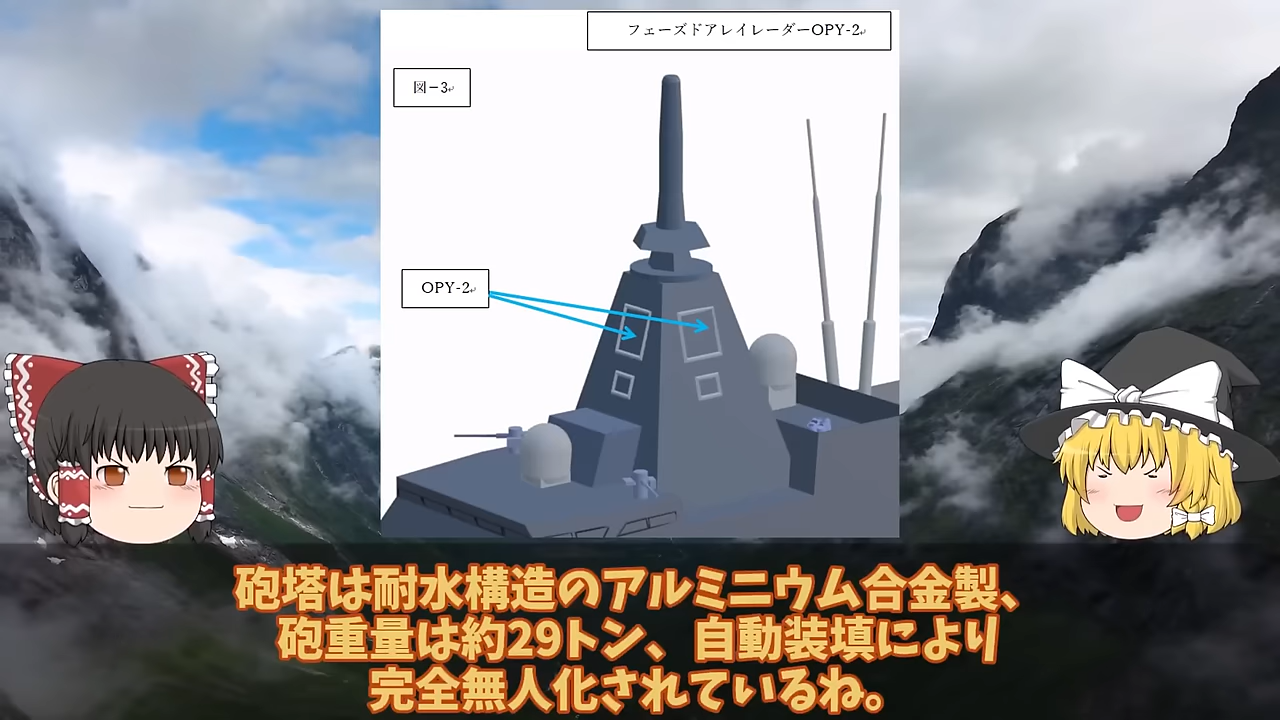 フェーズドアレイレーダーOPY-2↵
図－3↵
OPY-2↵
砲塔は耐水構造のアルミニウム合金製、
砲重量は約29トン、自動装填により
完全無人化されているね。